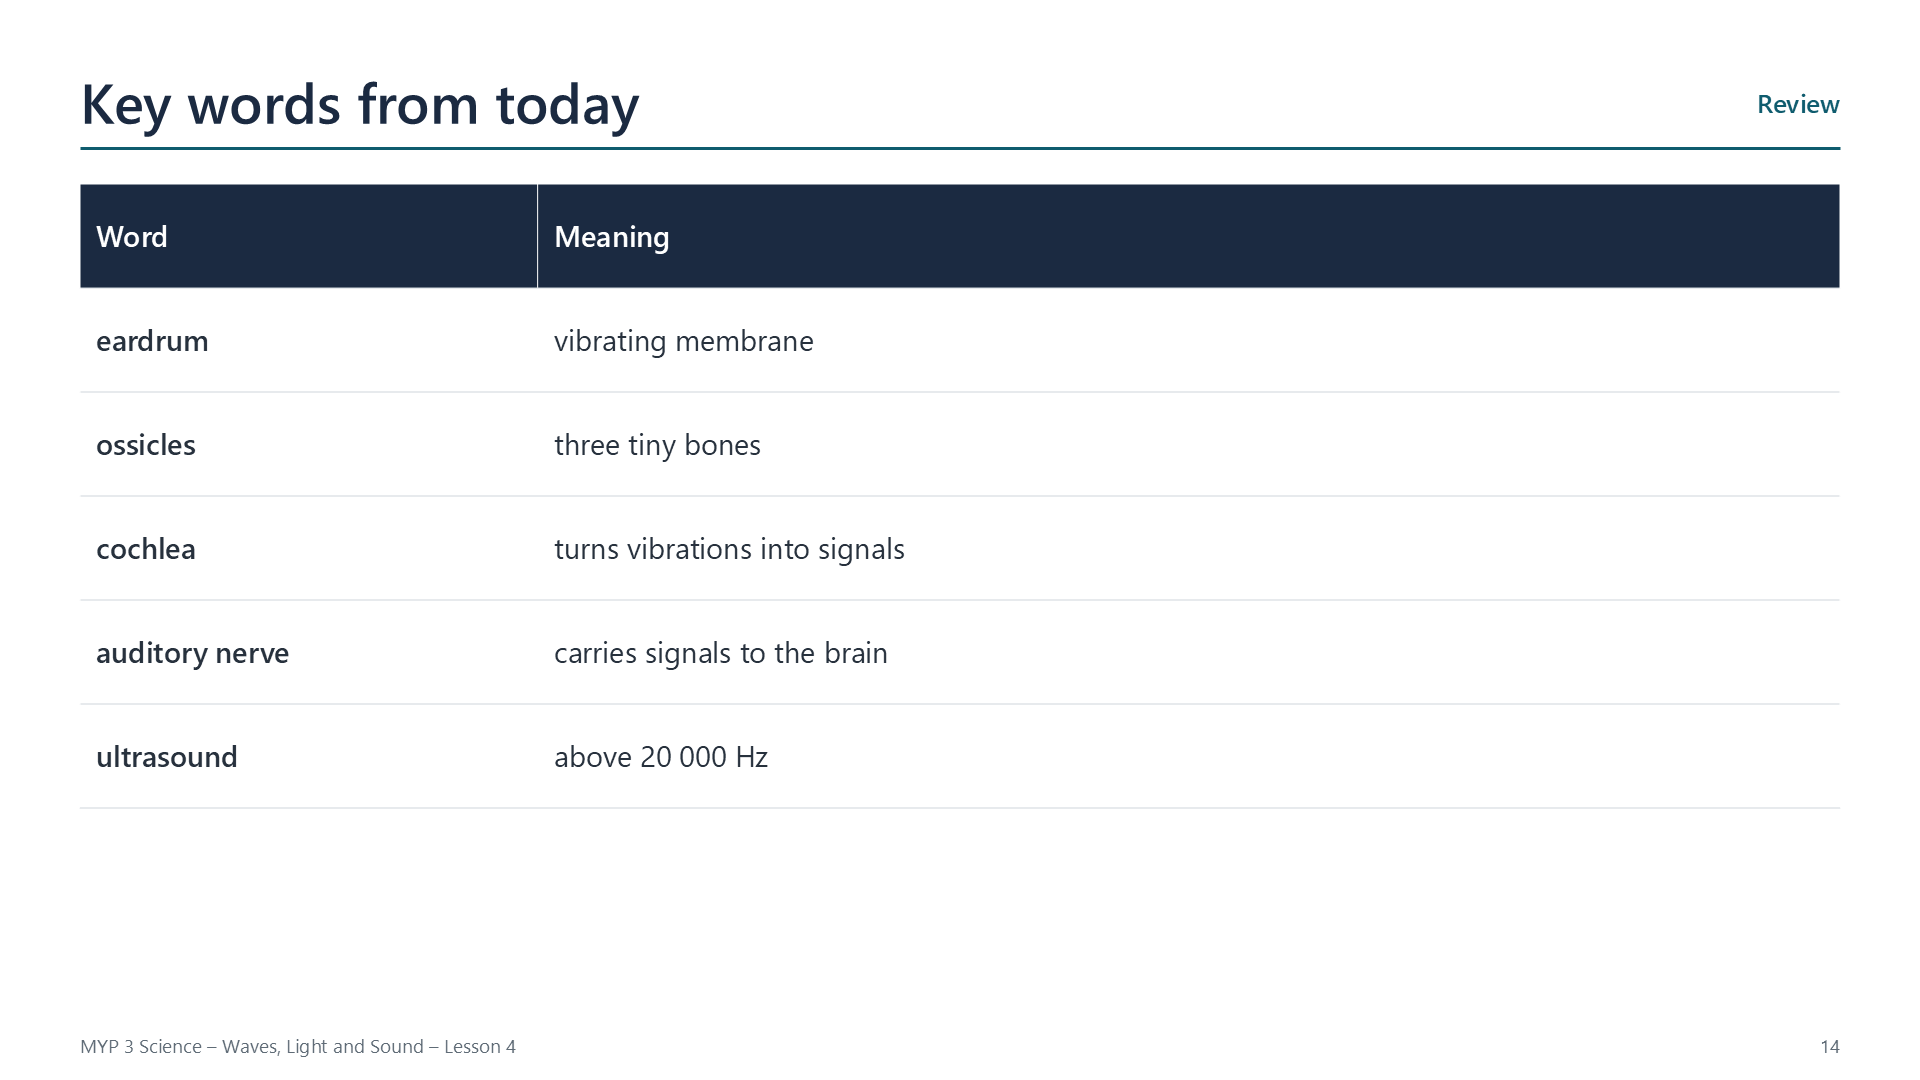 Key words from today
Review
Word Meaning
eardrum vibrating membrane
ossicles three tiny bones
cochlea turns vibrations into signals
auditory nerve carries signals to the brain
ultrasound above 20 000 Hz
MYP 3 Science – Waves, Light and Sound – Lesson 4
14